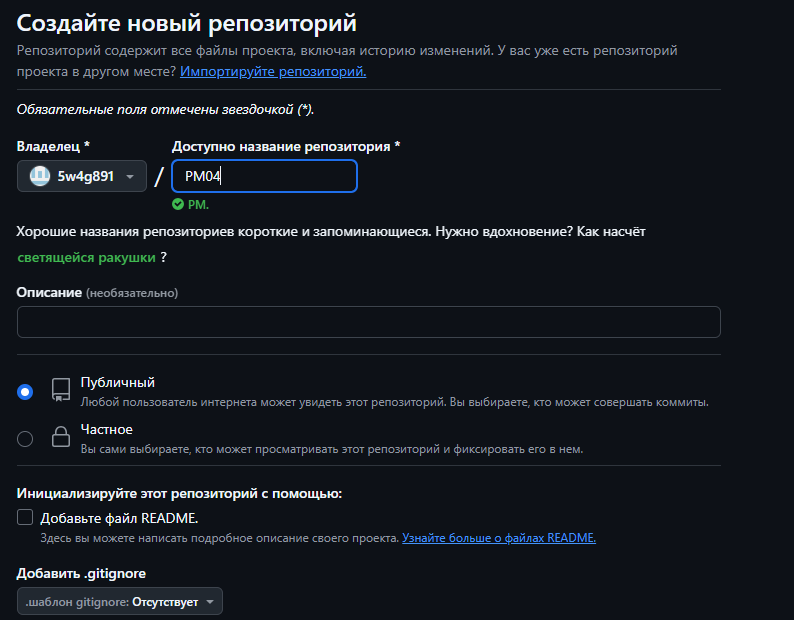 Создайте новый репозиторий
Репозиторий содержит все файлы проекта, включая историю изменений. У вас уже есть репозиторий
проекта в другом месте? Импортируйте репозиторий.
Обязательные поля отмечены звездочкой (*).
Владелец *
Доступно название репозитория *
5w4g891
/
PM04
PM.
Хорошие названия репозиториев короткие и запоминающиеся. Нужно вдохновение? Как насчёт
светящейся ракушки ?
Описание (необязательно)
Публичный
Любой пользователь интернета может увидеть этот репозиторий. Вы выбираете, кто может совершать коммиты.
Частное
Вы сами выбираете, кто может просматривать этот репозиторий и фиксировать его в нем.
Инициализируйте этот репозиторий с помощью:
Добавьте файл README.
Здесь вы можете написать подробное описание своего проекта. Узнайте больше о файлах README.
Добавить .gitignore
.шаблон gitignore: Отсутствует